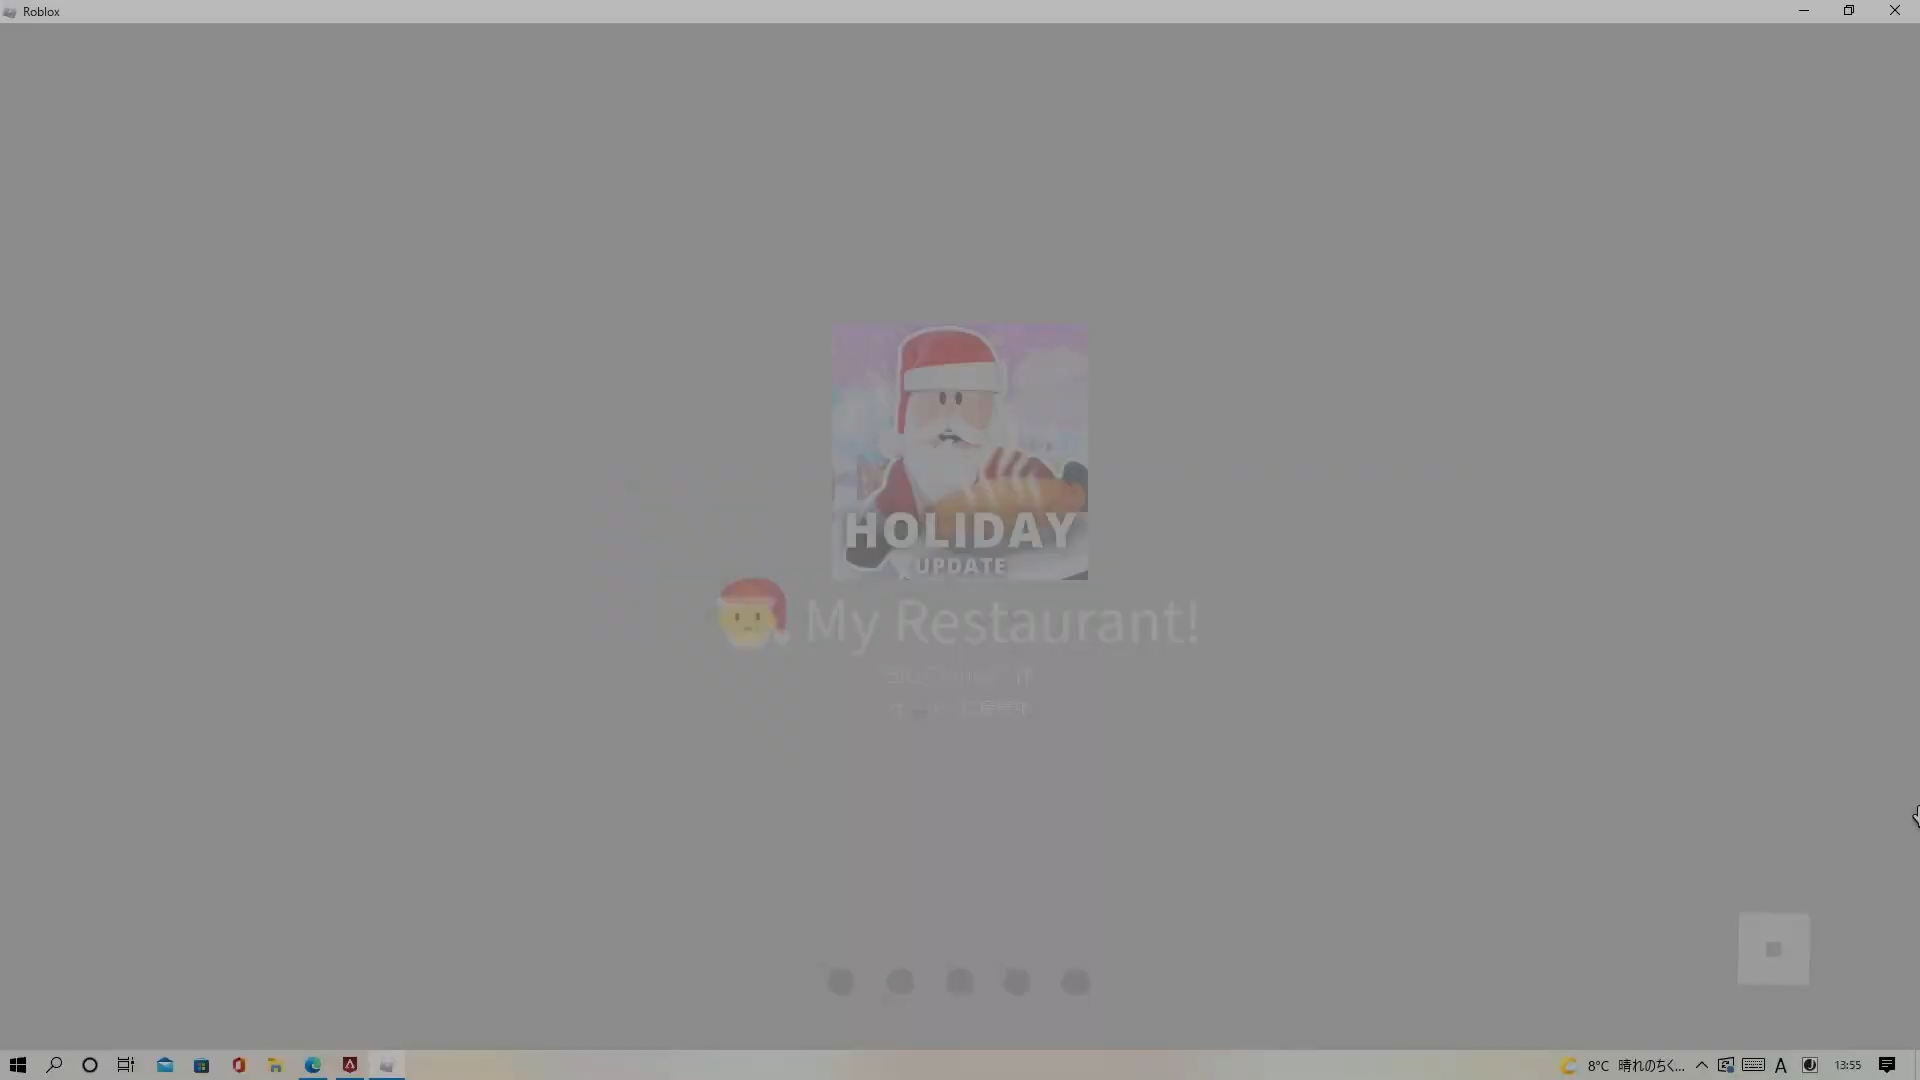 Roblox
HOLIDAY
UPDATE
My Restaurant!
8°C 晴れのちく... A 13:55